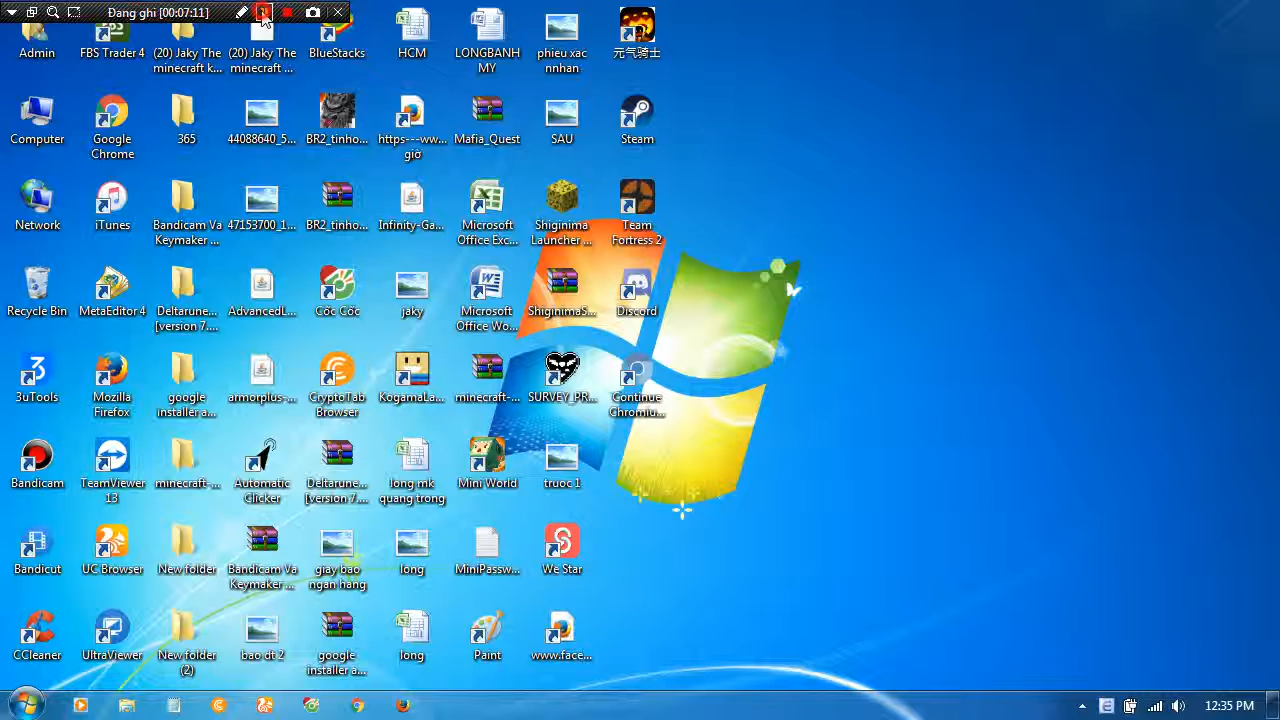 Đang ghi [00:07:11]
Admin
FBS Trader 4
(20) Jaky The
minecraft k...
(20) Jaky The
minecraft ...
BlueStacks
HCM
LONGBANH
MY
phieu xac
nnhan
元气骑士
Computer
Google
Chrome
365
44088640_5...
BR2_tinho...
https---ww...
giờ
Mafia_Quest
SAU
Steam
Network
iTunes
Bandicam Va
Keymaker ...
47153700_1...
BR2_tinho...
Infinity-Ga...
Microsoft
Office Exc...
Shiginima
Launcher ...
Team
Fortress 2
Recycle Bin
MetaEditor 4
Deltarune...
[version 7....
AdvancedL...
Cốc Cốc
jaky
Microsoft
Office Wo...
ShiginimaS...
Discord
3uTools
Mozilla
Firefox
google
installer a...
armorplus-...
CryptoTab
Browser
KogamaLa...
minecraft-...
SURVEY_PR...
Continue
Chromiu...
Bandicam
TeamViewer
13
minecraft-...
Automatic
Clicker
Deltarune...
[version 7....
long mk
quang trong
Mini World
truoc 1
Bandicut
UC Browser
New folder
Bandicam Va
Keymaker ...
giay bao
ngan hang
long
MiniPassw...
We Star
CCleaner
UltraViewer
New folder
(2)
bao dt 2
google
installer a...
long
Paint
www.face...
12:35 PM